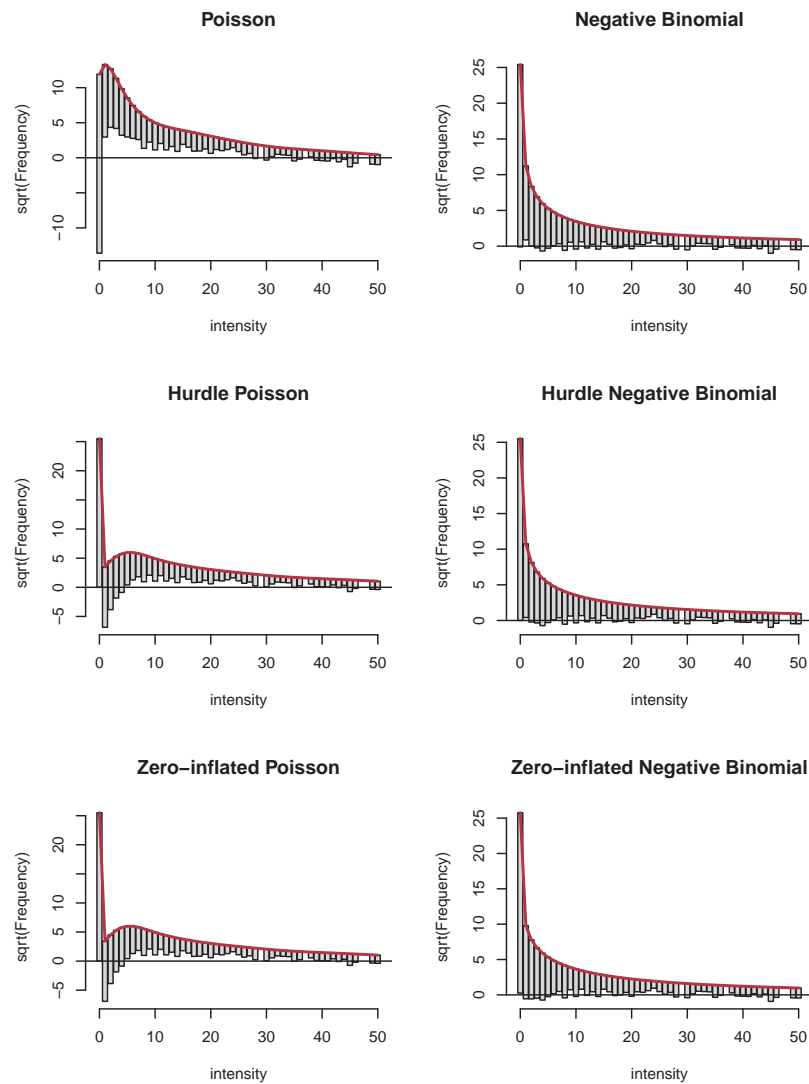 Poisson
sqrt(Frequency)
10
5
0
−10
0 10 20 30 40 50
intensity
Negative Binomial
sqrt(Frequency)
25
20
15
10
5
0
0 10 20 30 40 50
intensity
Hurdle Poisson
sqrt(Frequency)
20
10
5
0
−5
0 10 20 30 40 50
intensity
Hurdle Negative Binomial
sqrt(Frequency)
25
20
15
10
5
0
0 10 20 30 40 50
intensity
Zero−inflated Poisson
sqrt(Frequency)
20
10
5
0
−5
0 10 20 30 40 50
intensity
Zero−inflated Negative Binomial
sqrt(Frequency)
25
20
15
10
5
0
0 10 20 30 40 50
intensity